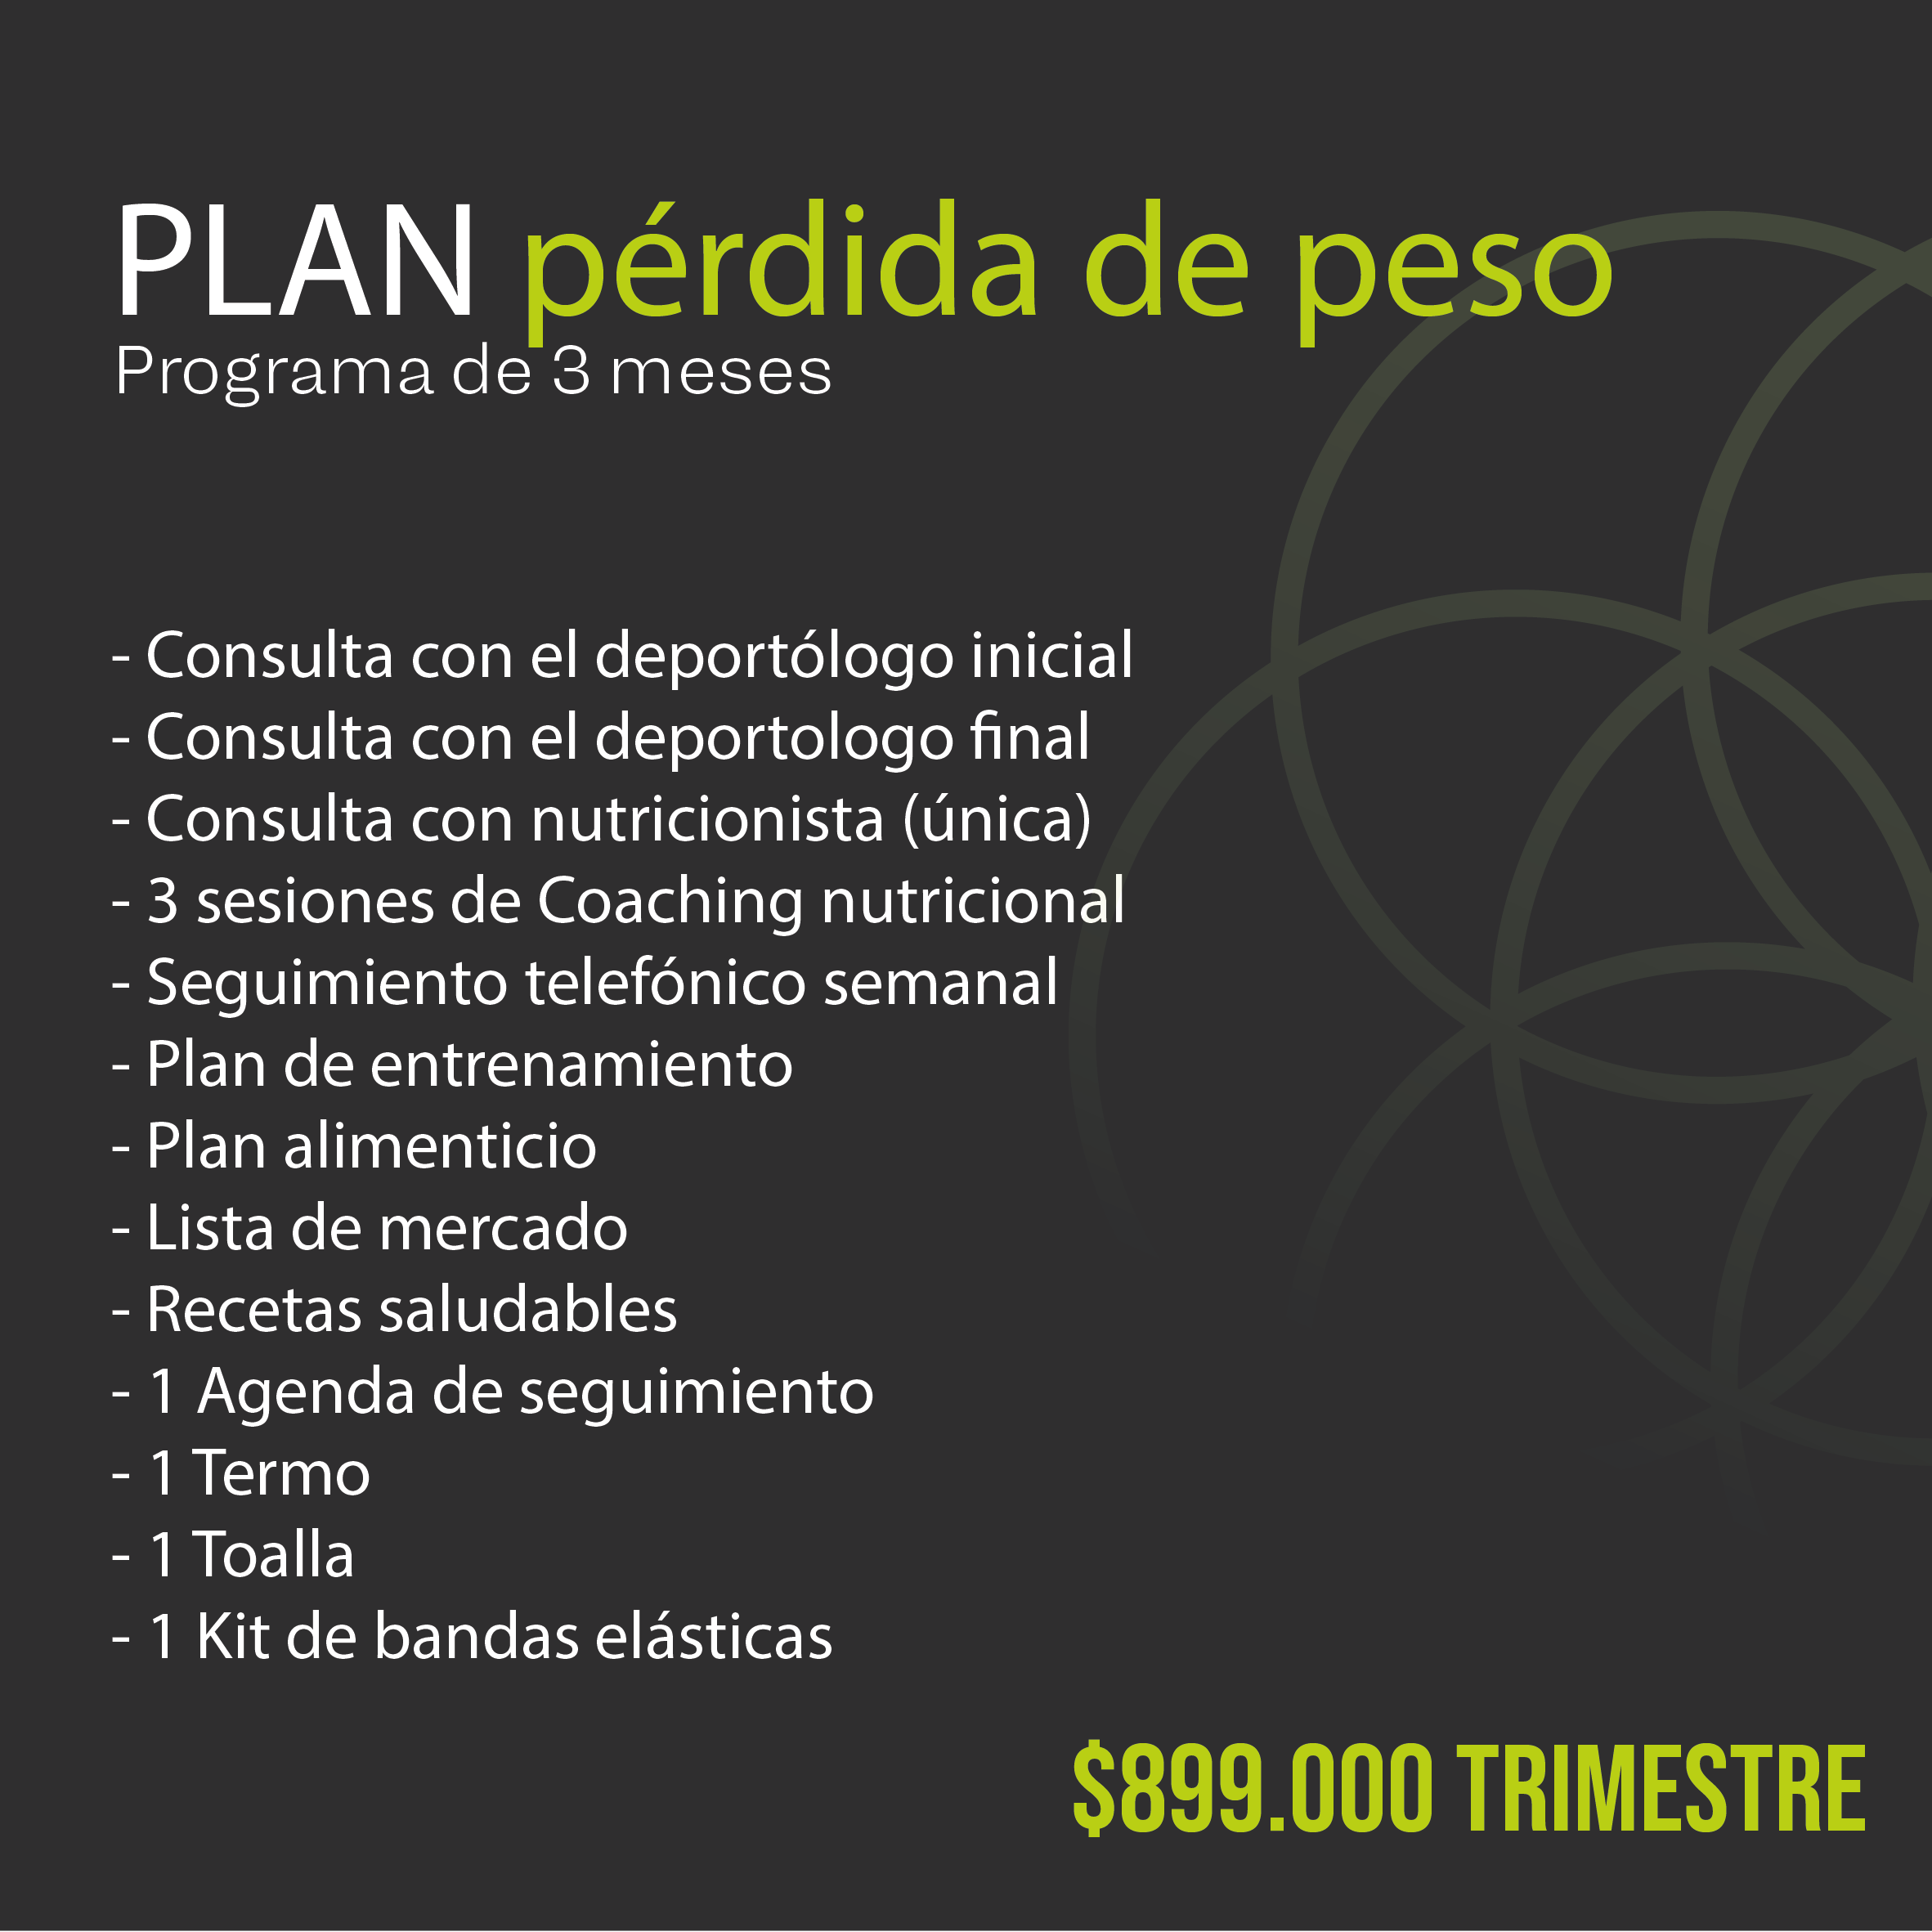 PLAN pérdida de peso
Programa de 3 meses
- Consulta con el deportólogo inicial
- Consulta con el deportologo final
- Consulta con nutricionista (única)
- 3 sesiones de Coaching nutricional
- Seguimiento telefónico semanal
- Plan de entrenamiento
- Plan alimenticio
- Lista de mercado
- Recetas saludables
- 1 Agenda de seguimiento
- 1 Termo
- 1 Toalla
- 1 Kit de bandas elásticas
$899.000 TRIMESTRE